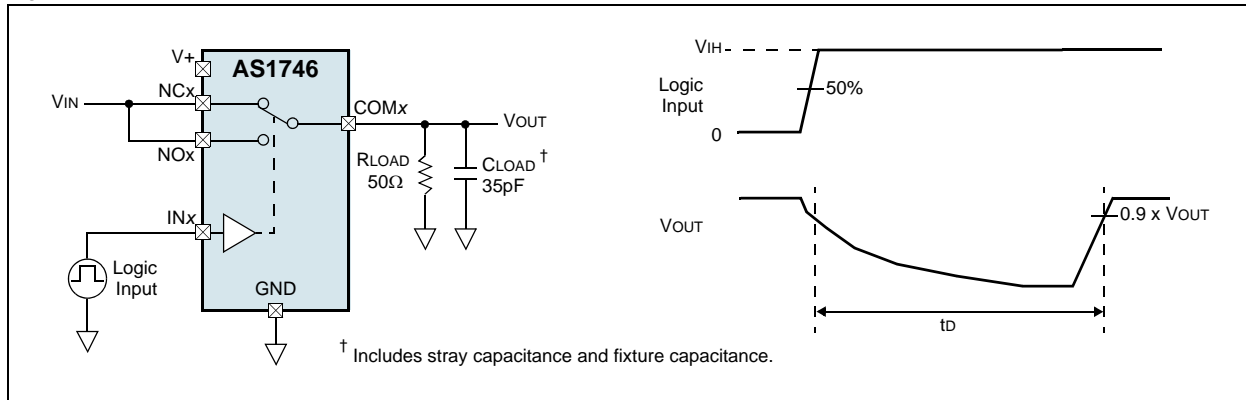 V+
AS1746
NCx
VIN
COMx
VOUT
NOx
RLOAD
50Ω
CLOAD †
35pF
INx
Logic
Input
GND
† Includes stray capacitance and fixture capacitance.
VIH
Logic
Input
50%
0
VOUT
0.9 x VOUT
tD